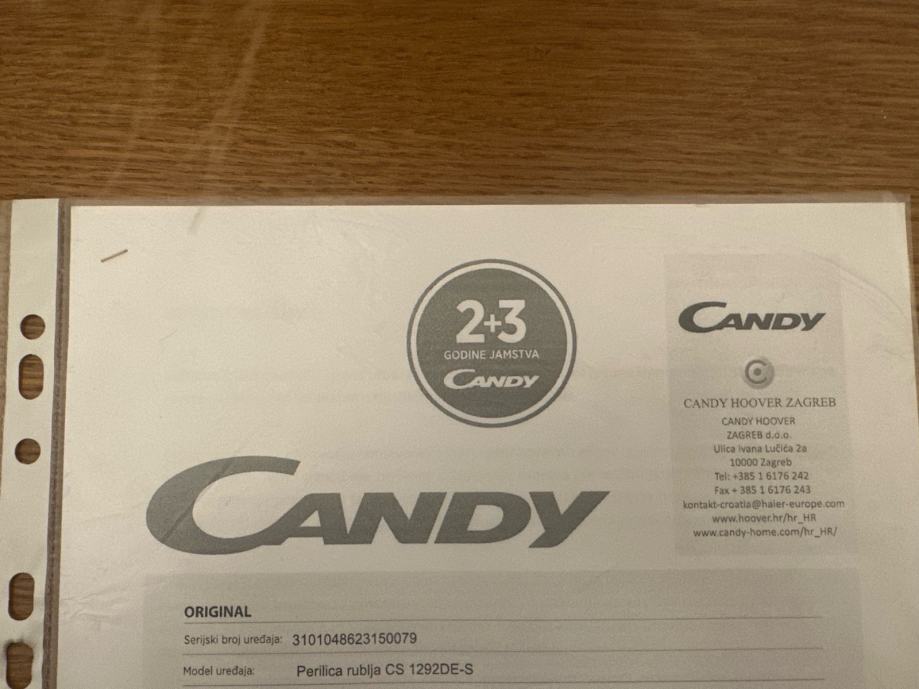 2+3
GODINE JAMSTVA
CANDY
CANDY
CANDY HOOVER ZAGREB
CANDY HOOVER
ZAGREB d.o.o.
Ulica Ivana Lučića 2a
10000 Zagreb
Tel: +385 1 6176 242
Fax + 385 1 6176 243
kontakt-croatia@haier-europe.com
www.hoover.hr/hr_HR
www.candy-home.com/hr_HR/
CANDY
ORIGINAL
Serijski broj uređaja: 3101048623150079
Model uređaja: Perilica rublja CS 1292DE-S